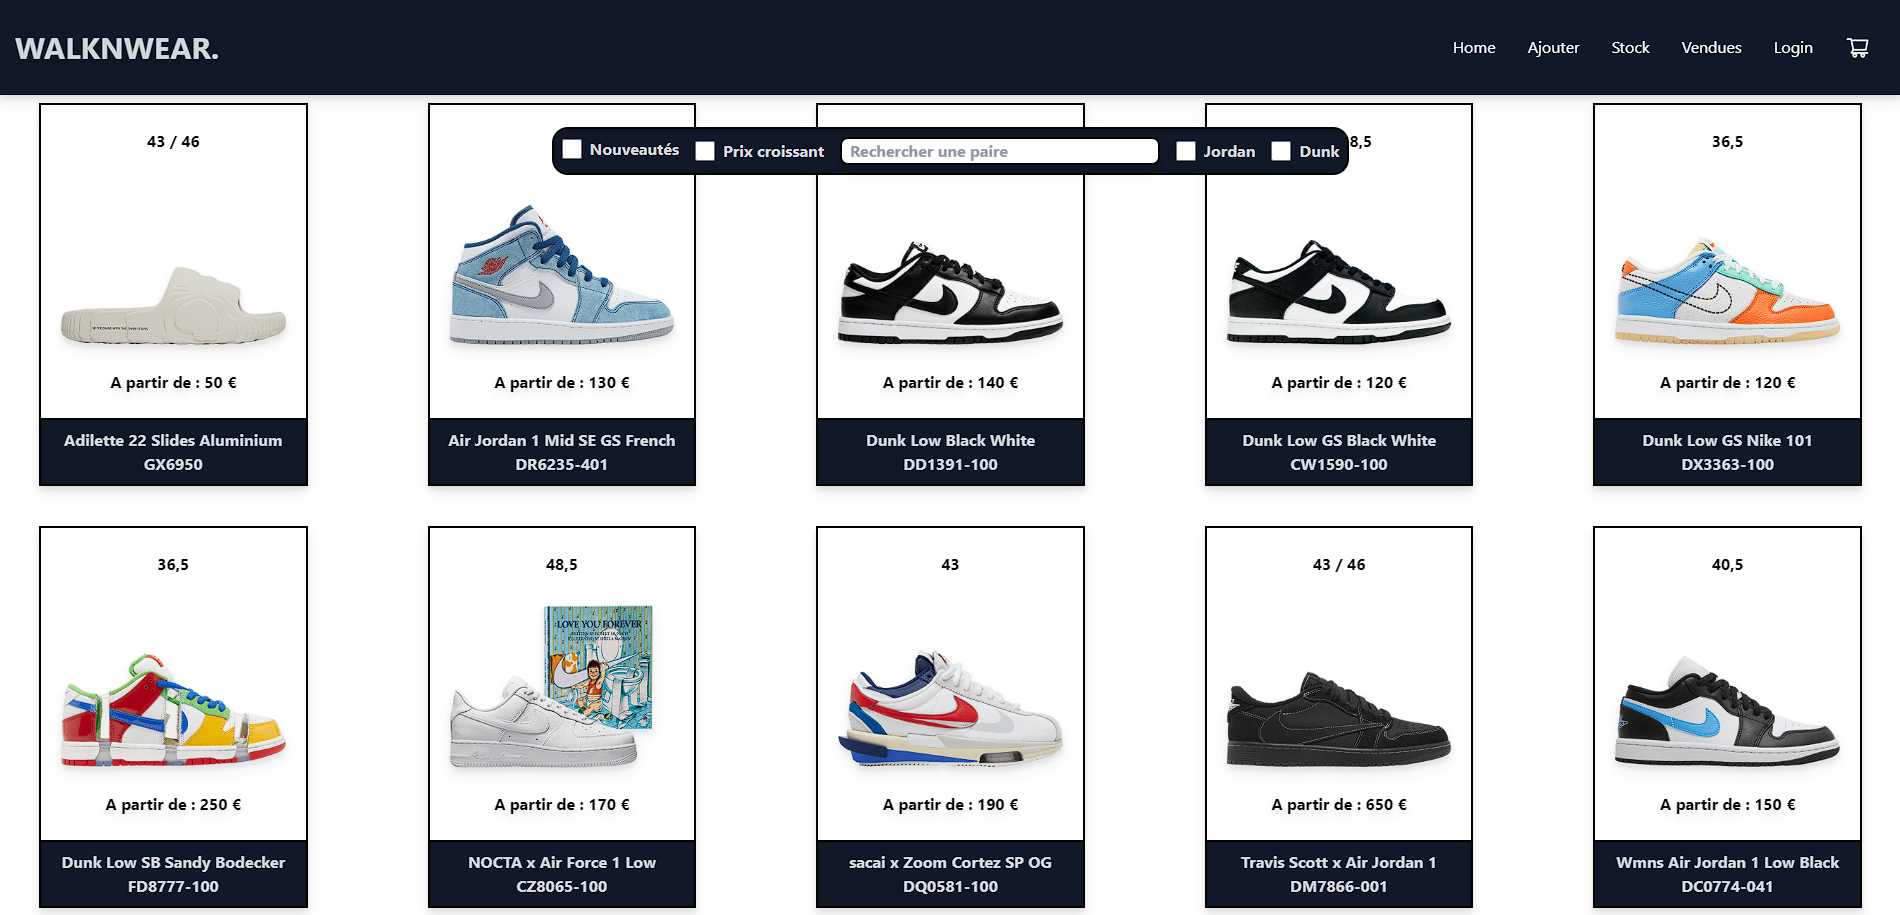 WALKNWEAR.
Home Ajouter Stock Vendues Login
Nouveautés Prix croissant Rechercher une paire Jordan Dunk
43 / 46
8,5
36,5
A partir de : 50 €
A partir de : 130 €
A partir de : 140 €
A partir de : 120 €
A partir de : 120 €
Adilette 22 Slides Aluminium
GX6950
Air Jordan 1 Mid SE GS French
DR6235-401
Dunk Low Black White
DD1391-100
Dunk Low GS Black White
CW1590-100
Dunk Low GS Nike 101
DX3363-100
36,5
48,5
43
43 / 46
40,5
LOVE YOU FOREVER
A partir de : 250 €
A partir de : 170 €
A partir de : 190 €
A partir de : 650 €
A partir de : 150 €
Dunk Low SB Sandy Bodecker
FD8777-100
NOCTA x Air Force 1 Low
CZ8065-100
sacai x Zoom Cortez SP OG
DQ0581-100
Travis Scott x Air Jordan 1
DM7866-001
Wmns Air Jordan 1 Low Black
DC0774-041